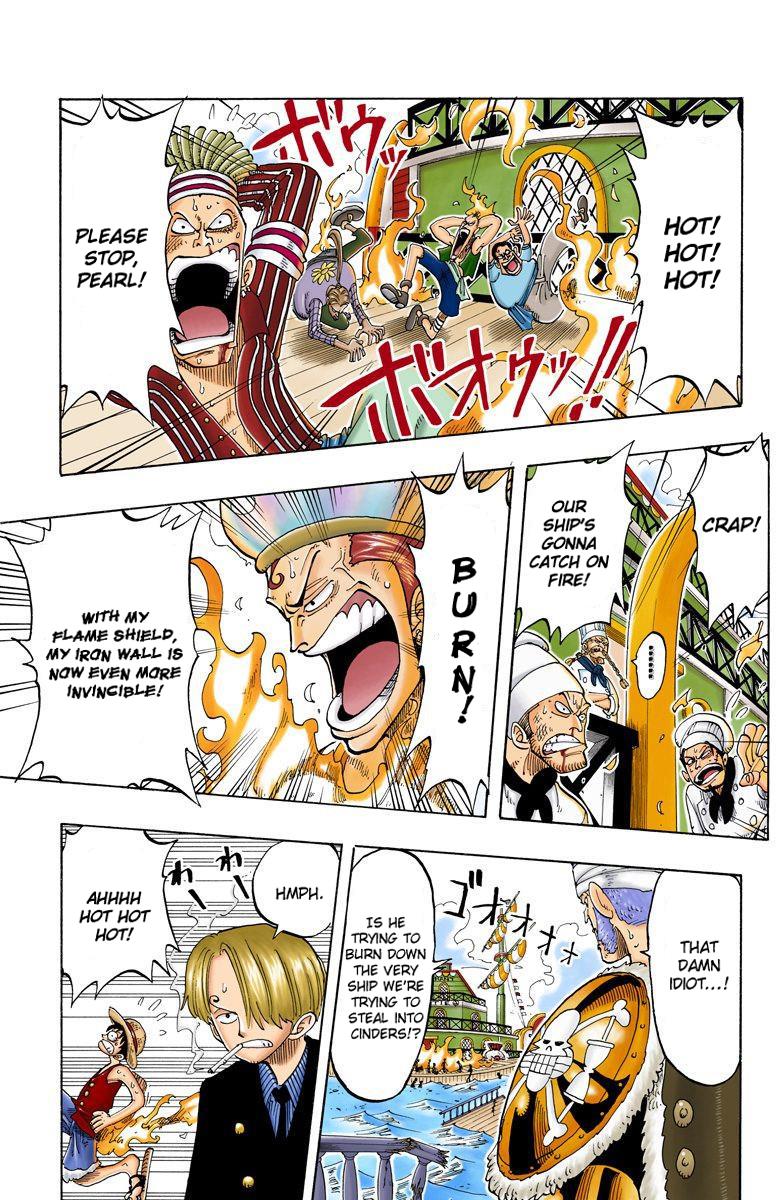 HOT!
HOT!
HOT!
ボウッ
PLEASE
STOP,
PEARL!
ボオウッ!!
CRAP!
OUR
SHIP'S
GONNA
CATCH ON
FIRE!
BURN!
WITH MY
FLAME SHIELD,
MY IRON WALL IS
NOW EVEN MORE
INVINCIBLE!
THAT
DAMN
IDIOT...!
ゴオオオオ
IS HE
TRYING TO
BURN DOWN
THE VERY
SHIP WE'RE
TRYING TO
STEAL INTO
CINDERS!?
HMPH.
わー
わー
AHHHH
HOT HOT
HOT!